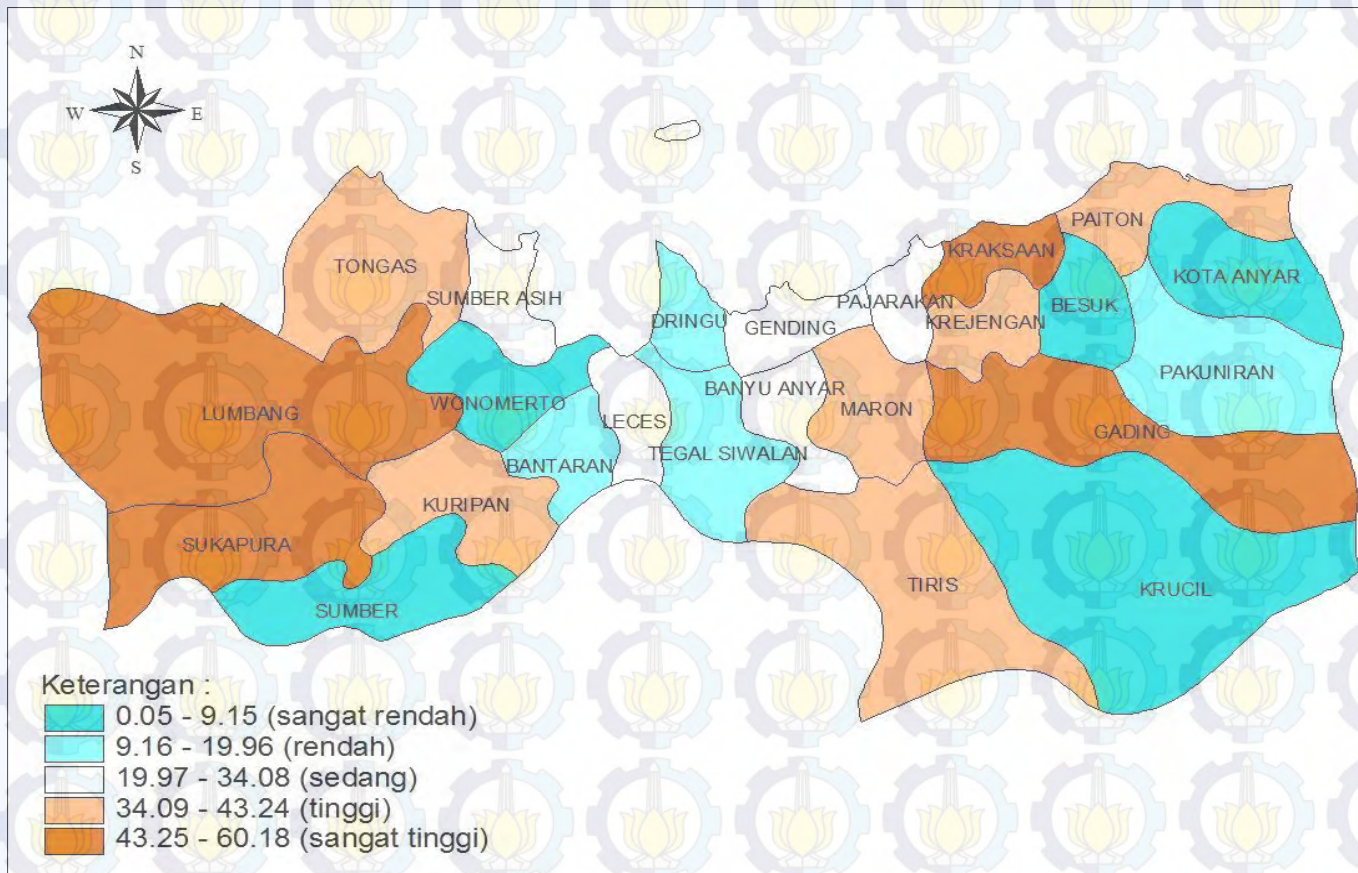 N
W E
S
PAITON
KRAKSAAN
TONGAS
KOTA ANYAR
SUMBER ASIH
PAJARAKAN
BESUK
DRINGU
GENDING
KREJENGAN
PAKUNIRAN
BANYU ANYAR
WONOMERTO
MARON
LUMBANG
LECES
GADING
TEGAL SIWALAN
BANTARAN
KURIPAN
SUKAPURA
TIRIS
KRUCIL
SUMBER
Keterangan :
0.05 - 9.15 (sangat rendah)
9.16 - 19.96 (rendah)
19.97 - 34.08 (sedang)
34.09 - 43.24 (tinggi)
43.25 - 60.18 (sangat tinggi)